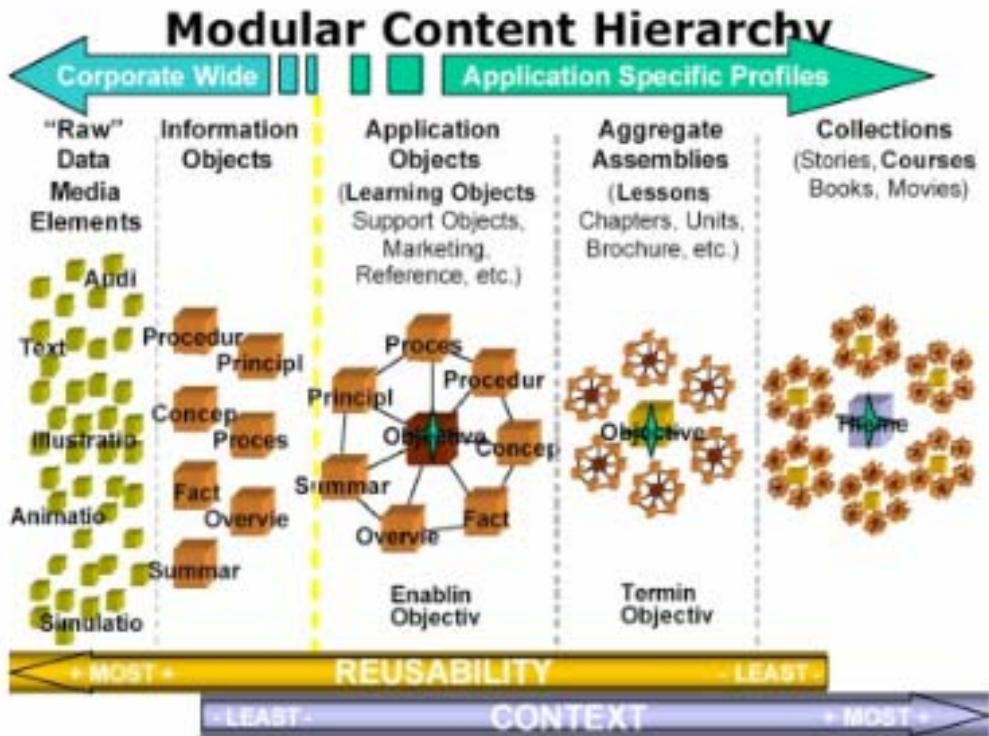 Modular Content Hierarchy
Corporate Wide
Application Specific Profiles
"Raw"
Data
Media
Elements
Audi
Text
Illustratio
Animatio
Simulatio
Information
Objects
Procedur
Principl
Concep
Proces
Fact
Overvie
Summar
Application
Objects
(Learning Objects
Support Objects,
Marketing,
Reference, etc.)
Proces
Procedur
Principl
Objective
Concep
Summar
Overvie
Fact
Enablin
Objectiv
Aggregate
Assemblies
(Lessons
Chapters, Units,
Brochure, etc.)
Objective
Termin
Objectiv
Collections
(Stories, Courses
Books, Movies)
Theme
+ MOST + REUSABILITY - LEAST -
- LEAST - CONTEXT + MOST +